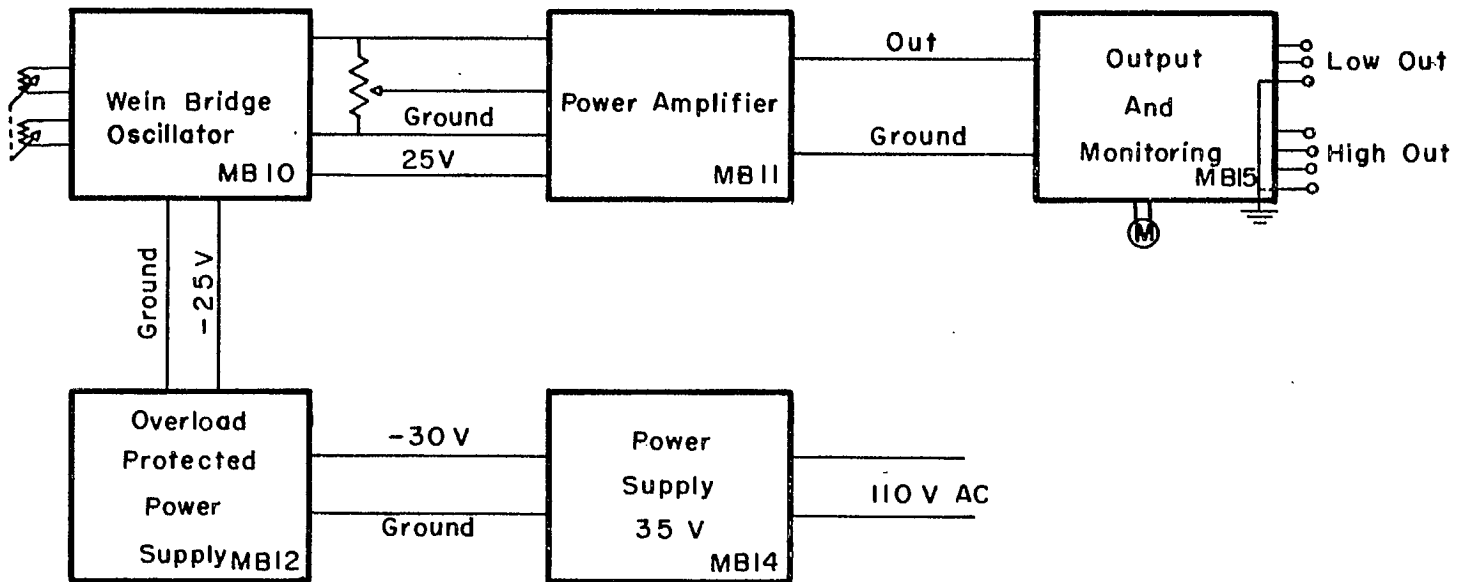 Wein Bridge
Oscillator
MB10
Ground
25V
Power Amplifier
MB11
Out
Ground
Output
And
Monitoring
MB15
Low Out
High Out
M
Ground
-25V
Overload
Protected
Power
Supply
MB12
-30 V
Ground
Power
Supply
35 V
MB14
110 V AC